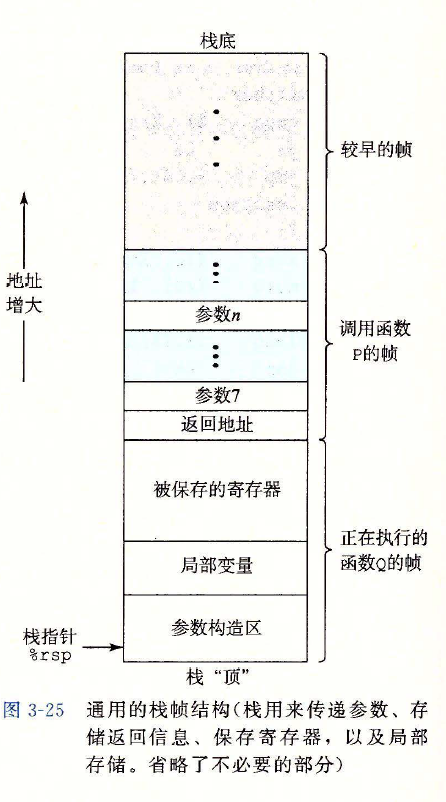 栈底
较早的帧
地址
增大
参数n
调用函数
P的帧
参数7
返回地址
被保存的寄存器
正在执行的
函数Q的帧
局部变量
参数构造区
栈指针
%rsp
栈“顶”
图 3-25 通用的栈帧结构(栈用来传递参数、存
储返回信息、保存寄存器，以及局部
存储。省略了不必要的部分)